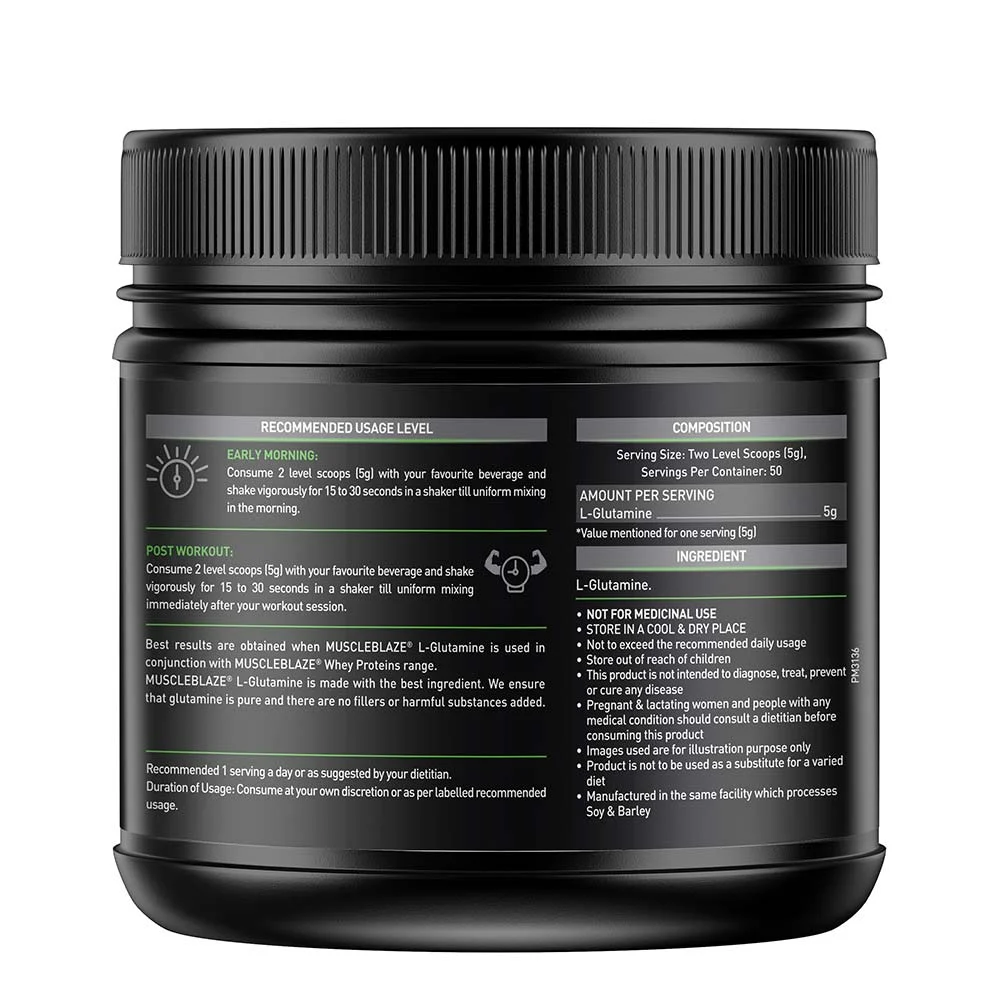 RECOMMENDED USAGE LEVEL
EARLY MORNING:
Consume 2 level scoops (5g) with your favourite beverage and
shake vigorously for 15 to 30 seconds in a shaker till uniform mixing
in the morning.
POST WORKOUT:
Consume 2 level scoops (5g) with your favourite beverage and shake
vigorously for 15 to 30 seconds in a shaker till uniform mixing
immediately after your workout session.
Best results are obtained when MUSCLEBLAZE® L-Glutamine is used in
conjunction with MUSCLEBLAZE® Whey Proteins range.
MUSCLEBLAZE® L-Glutamine is made with the best ingredient. We ensure
that glutamine is pure and there are no fillers or harmful substances added.
Recommended 1 serving a day or as suggested by your dietitian.
Duration of Usage: Consume at your own discretion or as per labelled recommended
usage.
COMPOSITION
Serving Size: Two Level Scoops (5g),
Servings Per Container: 50
AMOUNT PER SERVING
L-Glutamine 5g
*Value mentioned for one serving (5g)
INGREDIENT
L-Glutamine.
• NOT FOR MEDICINAL USE
• STORE IN A COOL & DRY PLACE
• Not to exceed the recommended daily usage
• Store out of reach of children
• This product is not intended to diagnose, treat, prevent
or cure any disease
• Pregnant & lactating women and people with any
medical condition should consult a dietitian before
consuming this product
• Images used are for illustration purpose only
• Product is not to be used as a substitute for a varied
diet
• Manufactured in the same facility which processes
Soy & Barley
PM3136